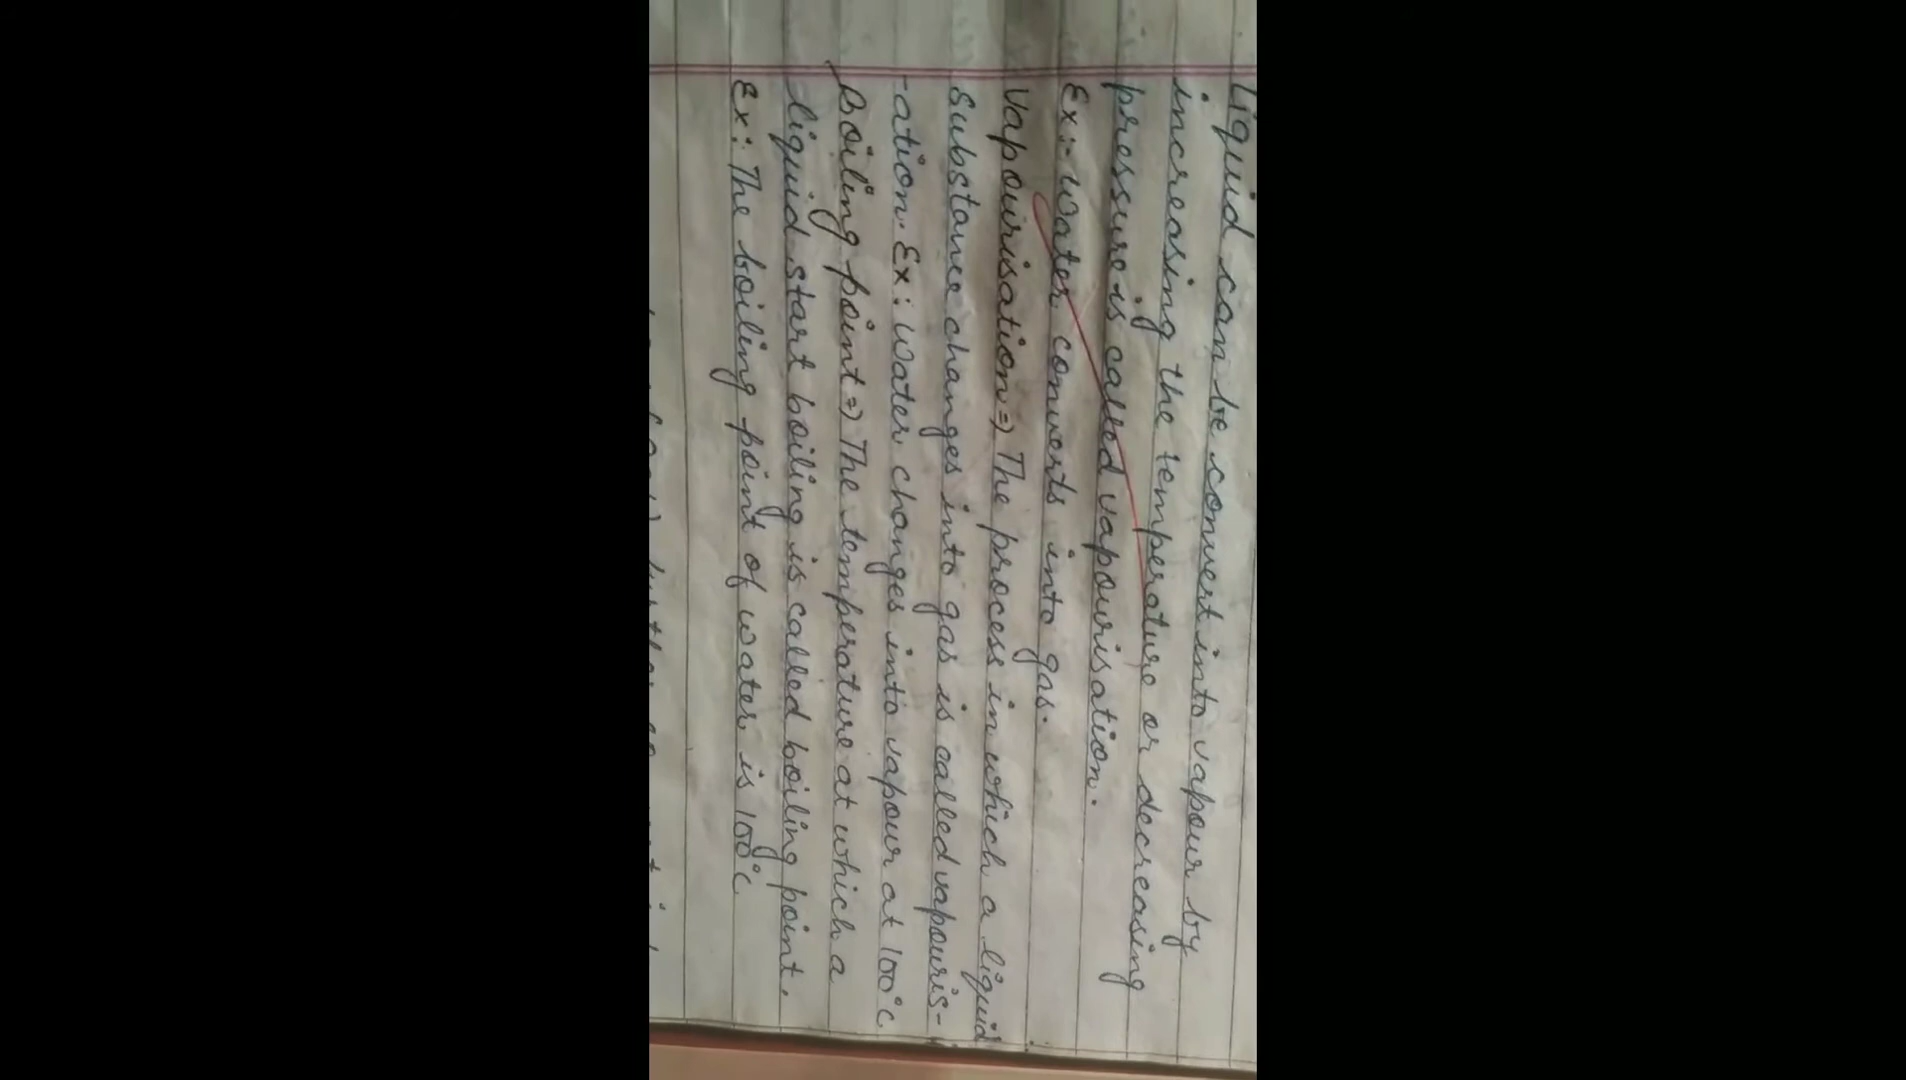 Liquid can be convert into vapour by
increasing the temperature or decreasing
pressure is called vapourisation.
Ex:- water converts into gas.
Vapourisation => The process in which a liquid
substance changes into gas is called vapouris-
-ation. Ex: Water changes into vapour at 100°C
Boiling point => The temperature at which a
liquid start boiling is called boiling point.
Ex: The boiling point of water is 100°C